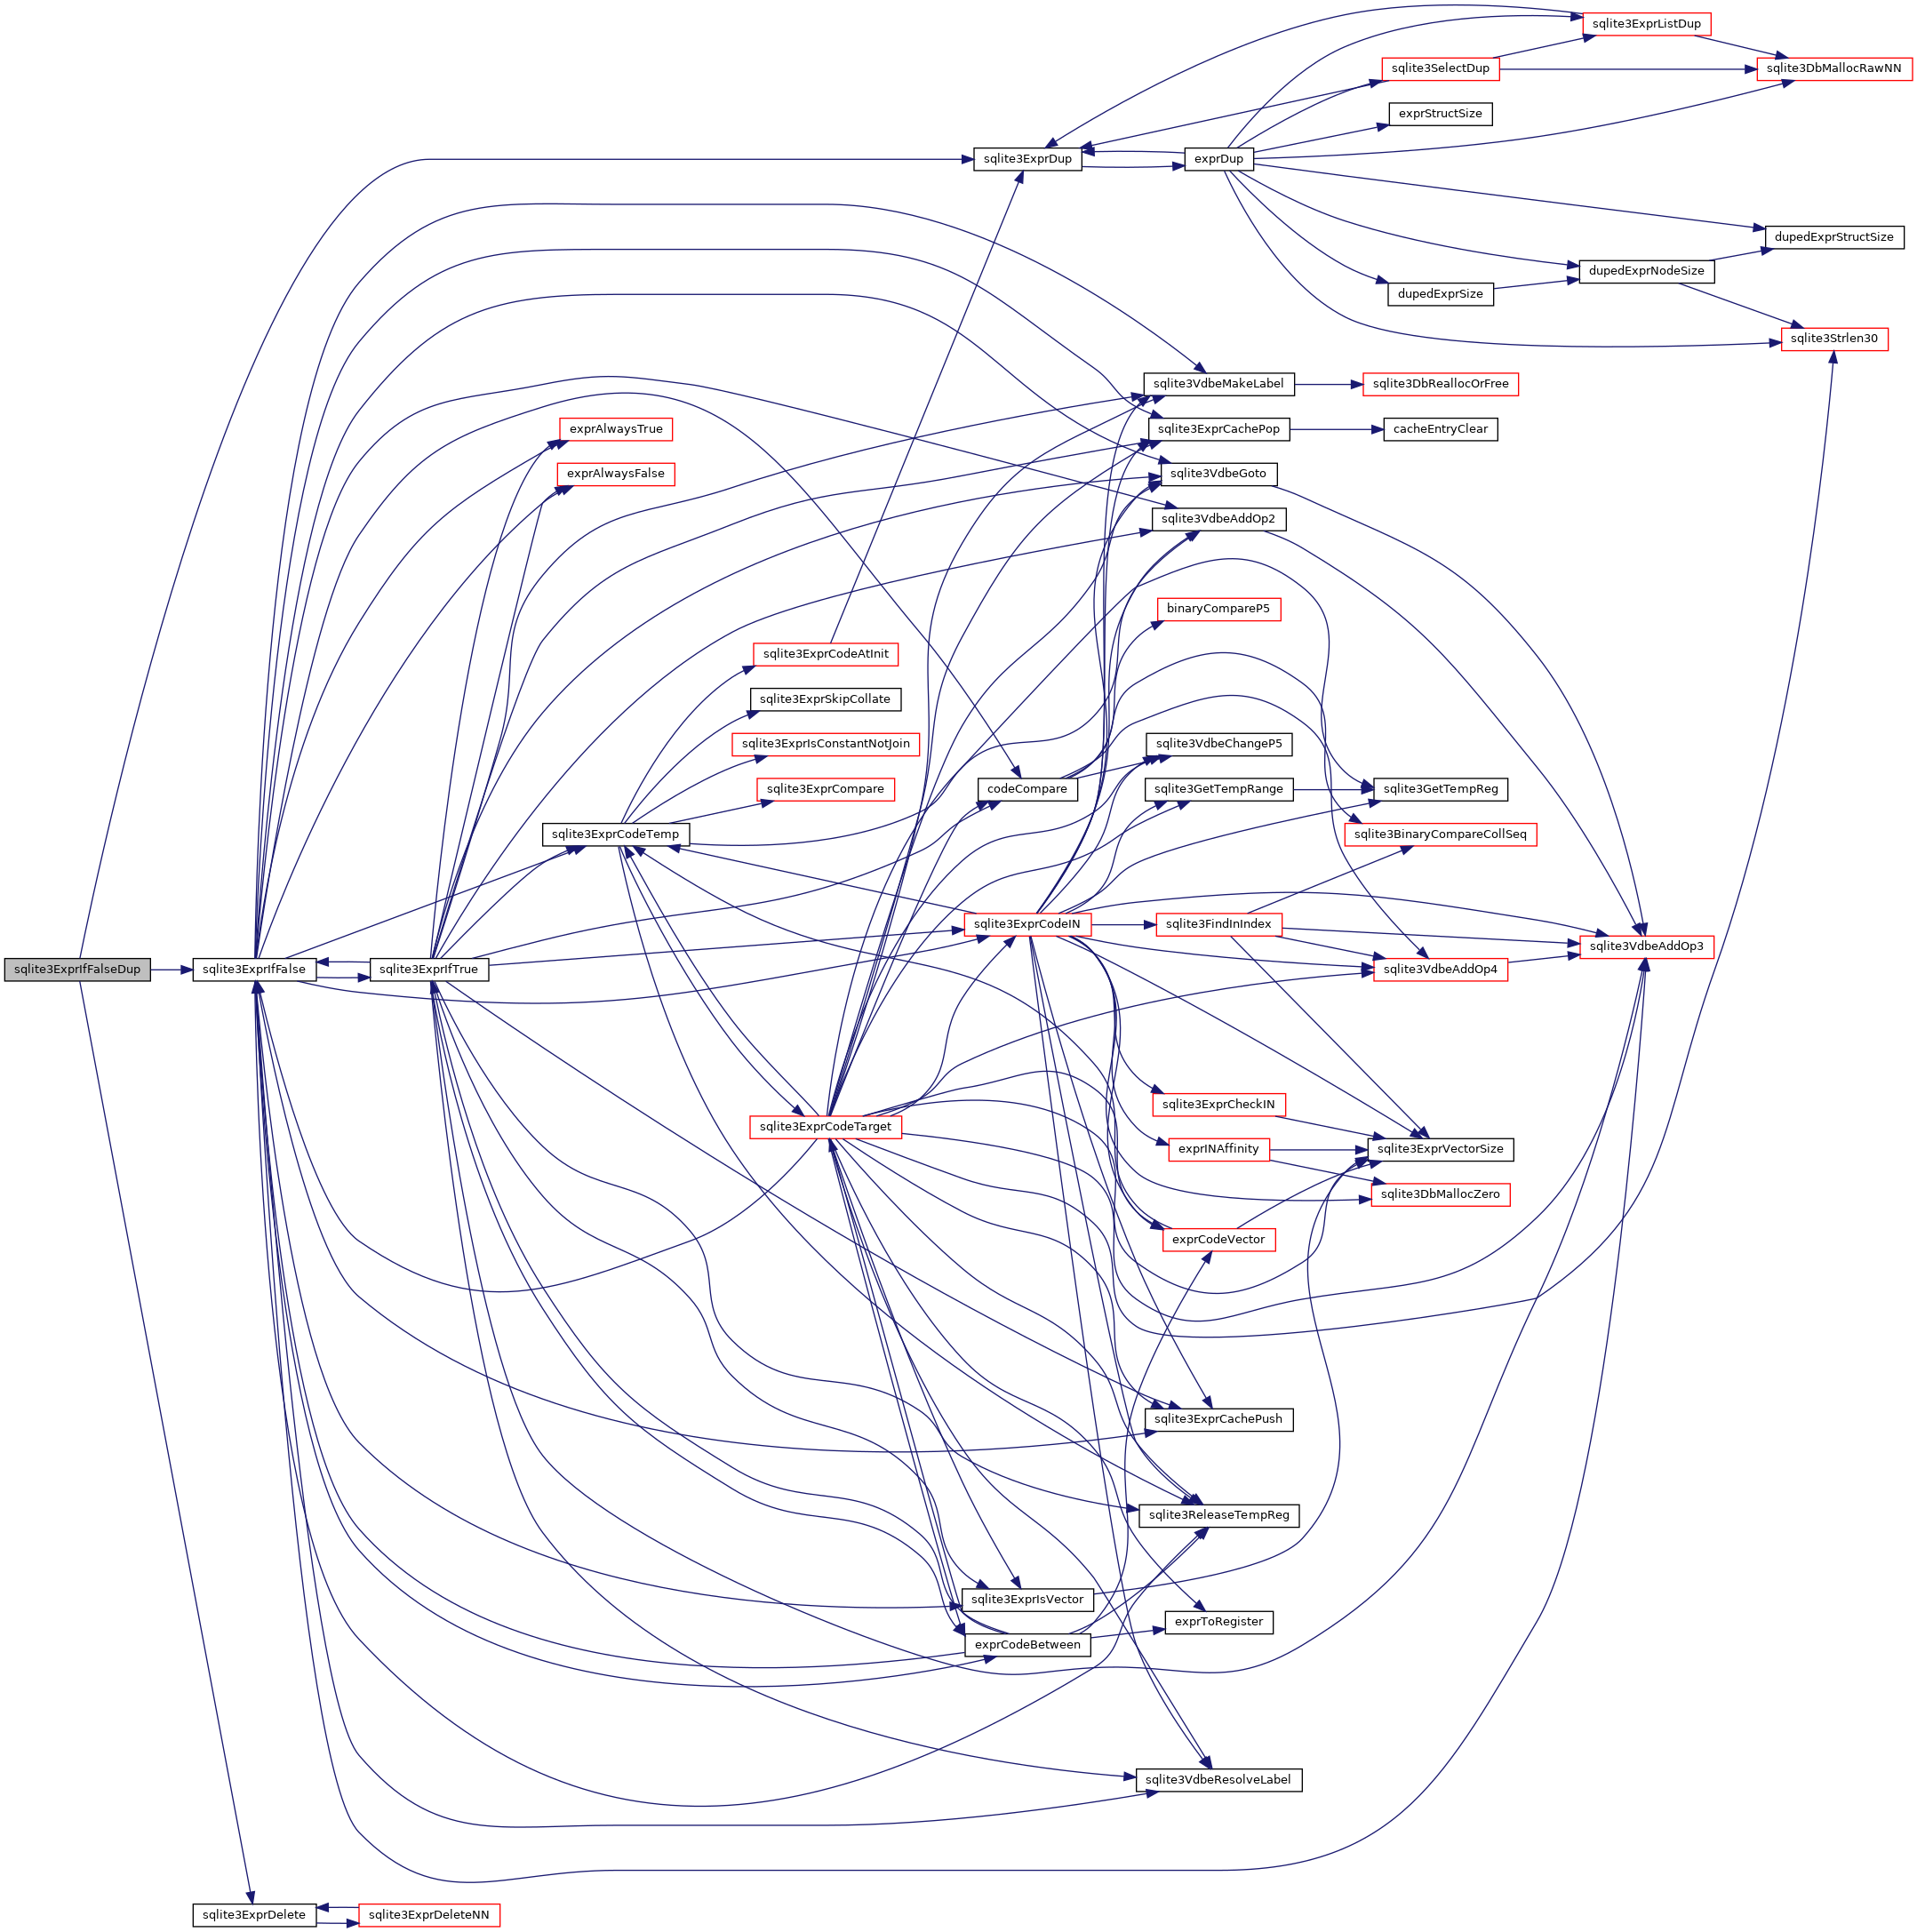 sqlite3ExprListDup
sqlite3SelectDup
sqlite3DbMallocRawNN
exprStructSize
sqlite3ExprDup
exprDup
dupedExprStructSize
dupedExprNodeSize
dupedExprSize
sqlite3Strlen30
sqlite3VdbeMakeLabel
sqlite3DbReallocOrFree
exprAlwaysTrue
sqlite3ExprCachePop
cacheEntryClear
exprAlwaysFalse
sqlite3VdbeGoto
sqlite3VdbeAddOp2
binaryCompareP5
sqlite3ExprCodeAtInit
sqlite3ExprSkipCollate
sqlite3ExprIsConstantNotJoin
sqlite3VdbeChangeP5
sqlite3ExprCompare
codeCompare
sqlite3GetTempRange
sqlite3GetTempReg
sqlite3ExprCodeTemp
sqlite3BinaryCompareCollSeq
sqlite3ExprCodeIN
sqlite3FindInIndex
sqlite3VdbeAddOp3
sqlite3ExprIfFalseDup
sqlite3ExprIfFalse
sqlite3ExprIfTrue
sqlite3VdbeAddOp4
sqlite3ExprCheckIN
sqlite3ExprCodeTarget
exprINAffinity
sqlite3ExprVectorSize
sqlite3DbMallocZero
exprCodeVector
sqlite3ExprCachePush
sqlite3ReleaseTempReg
sqlite3ExprIsVector
exprToRegister
exprCodeBetween
sqlite3VdbeResolveLabel
sqlite3ExprDelete
sqlite3ExprDeleteNN